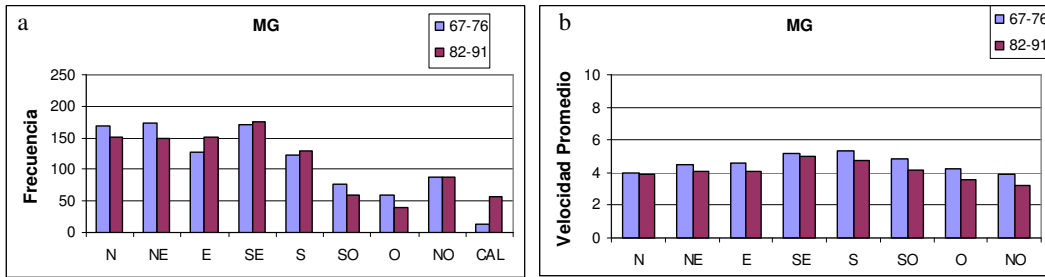 a
MG
67-76
82-91
Frecuencia
250
200
150
100
50
0
N NE E SE S SO O NO CAL
b
MG
67-76
82-91
Velocidad Promedio
10
8
6
4
2
0
N NE E SE S SO O NO